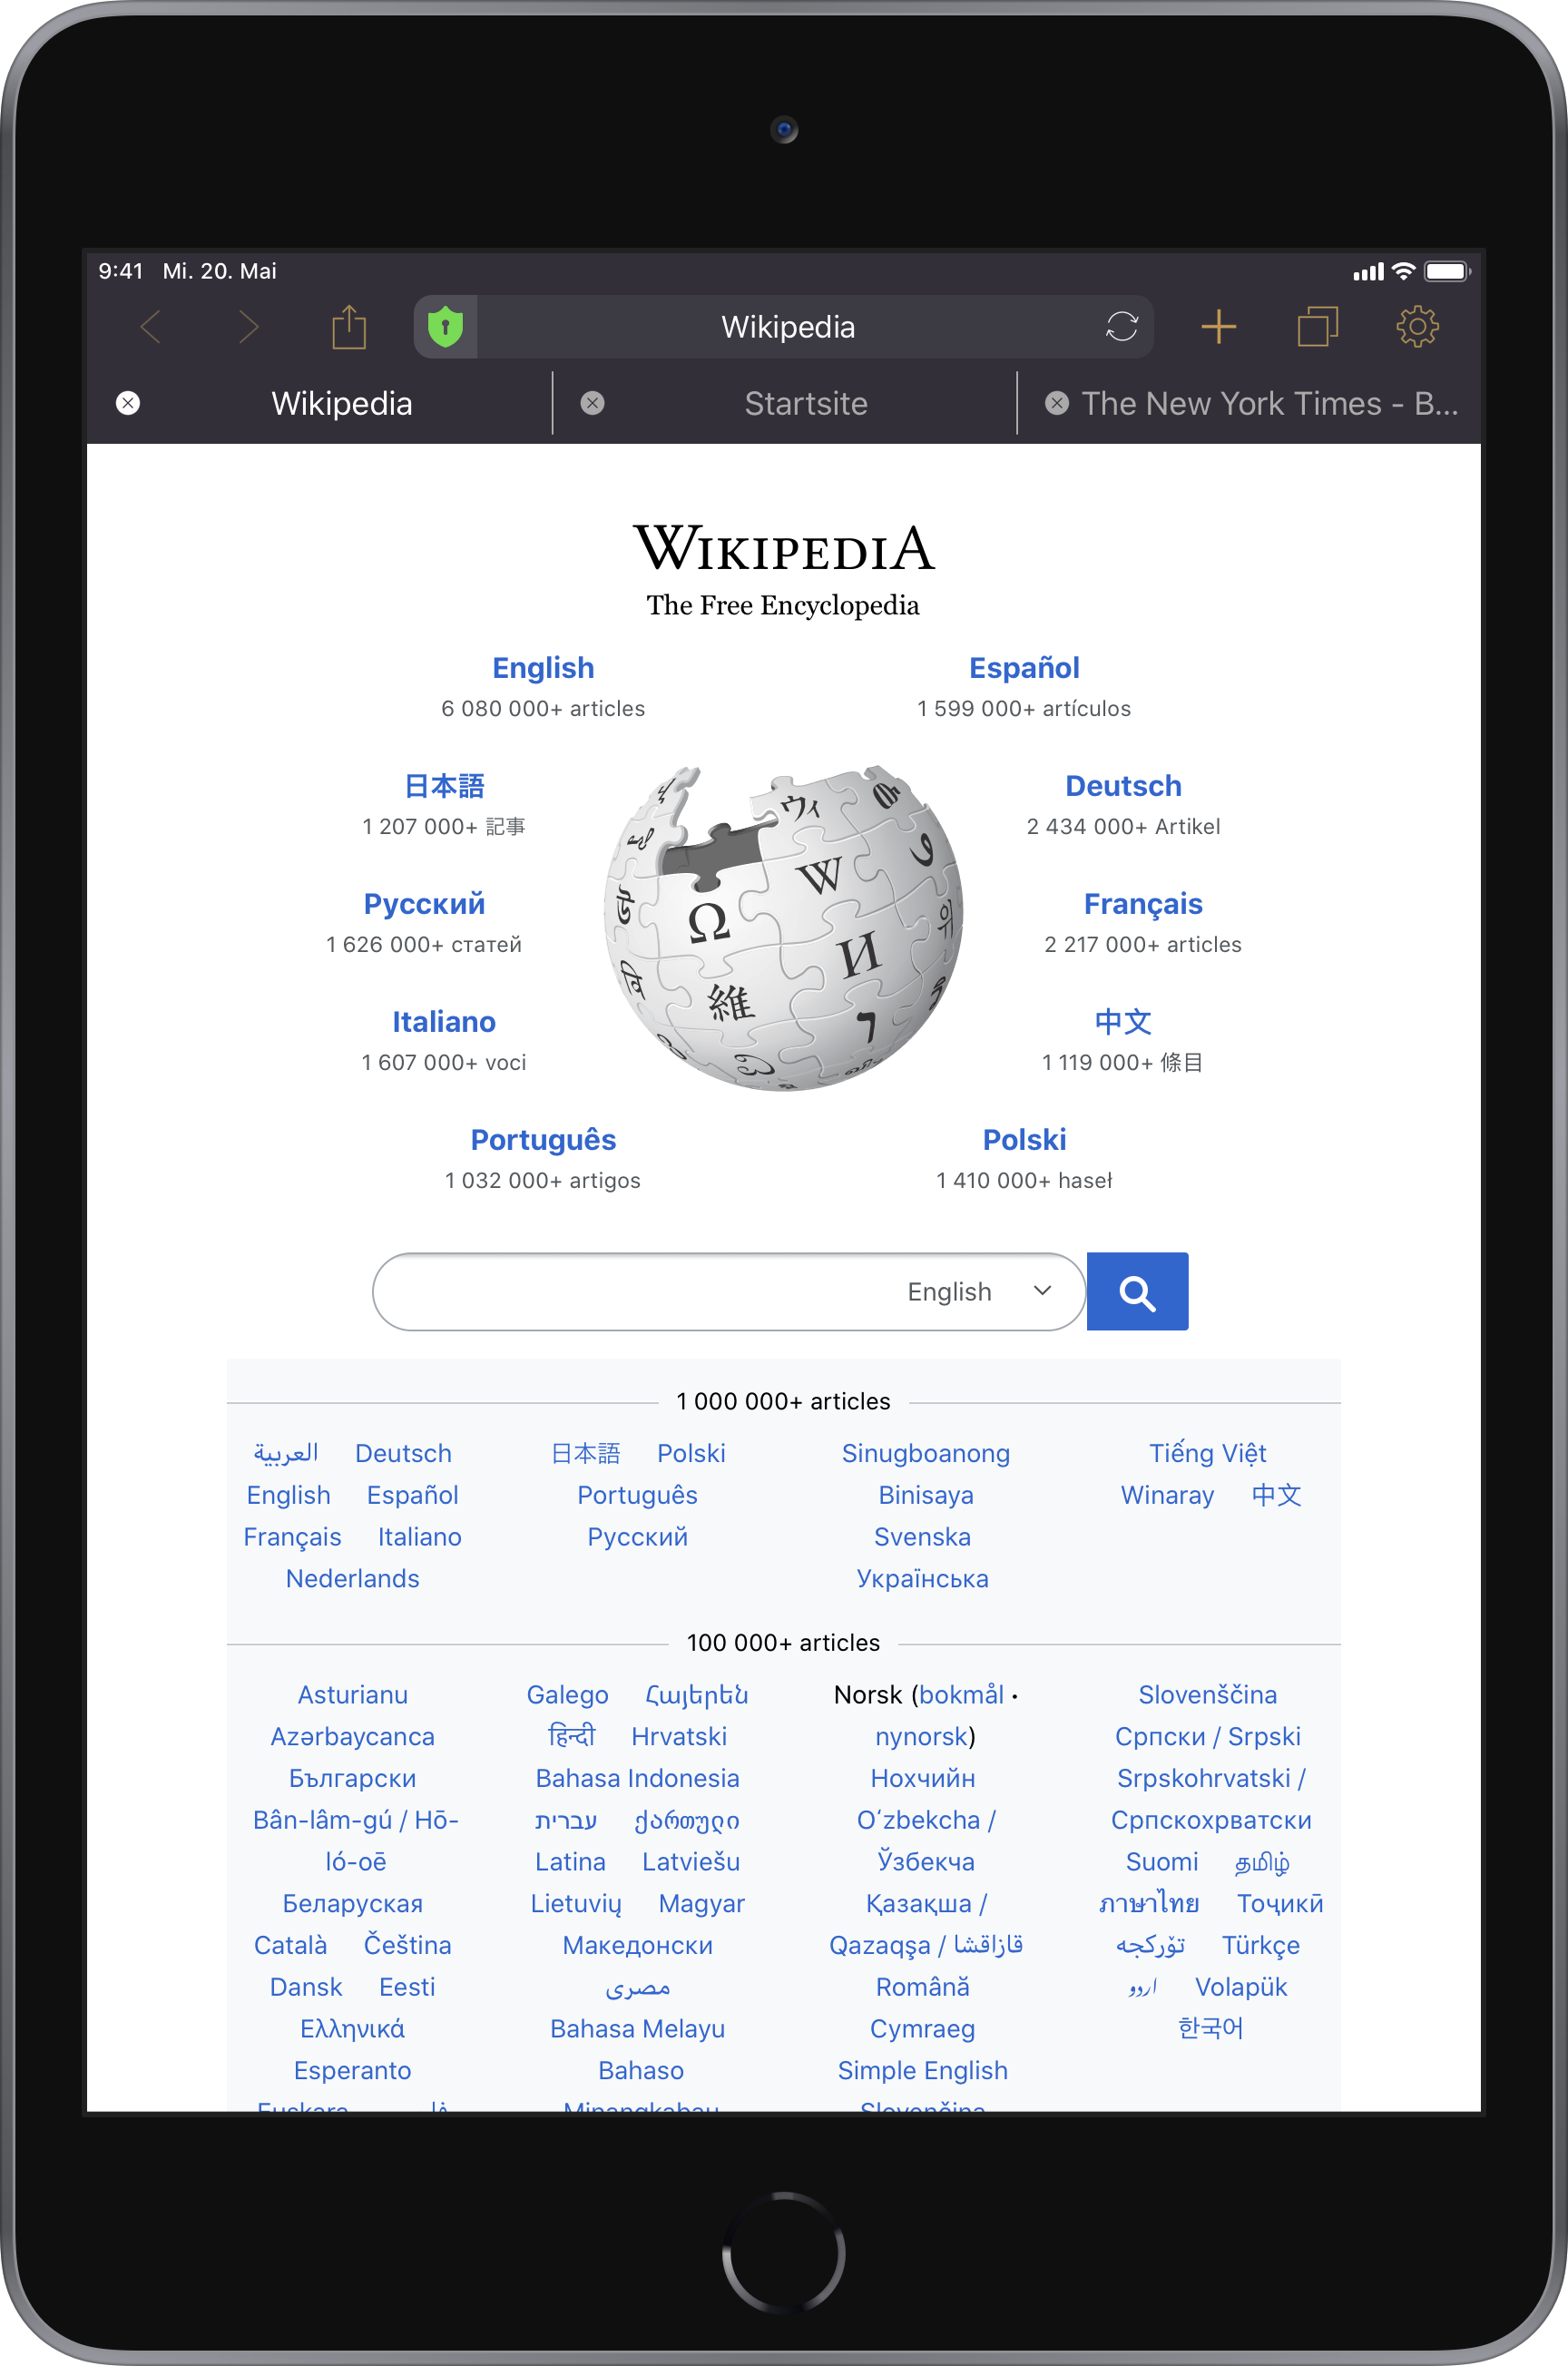 9:41 Mi. 20. Mai
Wikipedia
Wikipedia
Startsite
The New York Times - B...
WIKIPEDIA
The Free Encyclopedia
English
6 080 000+ articles
Español
1 599 000+ artículos
日本語
1 207 000+ 記事
Deutsch
2 434 000+ Artikel
Русский
1 626 000+ статей
Français
2 217 000+ articles
Italiano
1 607 000+ voci
中文
1 119 000+ 條目
Português
1 032 000+ artigos
Polski
1 410 000+ haseł
Ω W И 維 ウィ
English
1 000 000+ articles
العربية Deutsch
English Español
Français Italiano
Nederlands
日本語 Polski
Português
Русский
Sinugboanong
Binisaya
Svenska
Українська
Tiếng Việt
Winaray 中文
100 000+ articles
Asturianu
Azərbaycanca
Български
Bân-lâm-gú / Hō-
ló-oē
Беларуская
Català Čeština
Dansk Eesti
Ελληνικά
Esperanto
Euskara
Galego Հայերեն
हिन्दी Hrvatski
Bahasa Indonesia
עברית ქართული
Latina Latviešu
Lietuvių Magyar
Македонски
مصرى
Bahasa Melayu
Bahaso
Minangkabau
Norsk (bokmål •
nynorsk)
Нохчийн
Oʻzbekcha /
Ўзбекча
Қазақша /
Qazaqşa / قازاقشا
Română
Cymraeg
Simple English
Slovenčina
Slovenščina
Српски / Srpski
Srpskohrvatski /
Српскохрватски
Suomi தமிழ்
ภาษาไทย Тоҷикӣ
تۆرکجه Türkçe
اردو Volapük
한국어